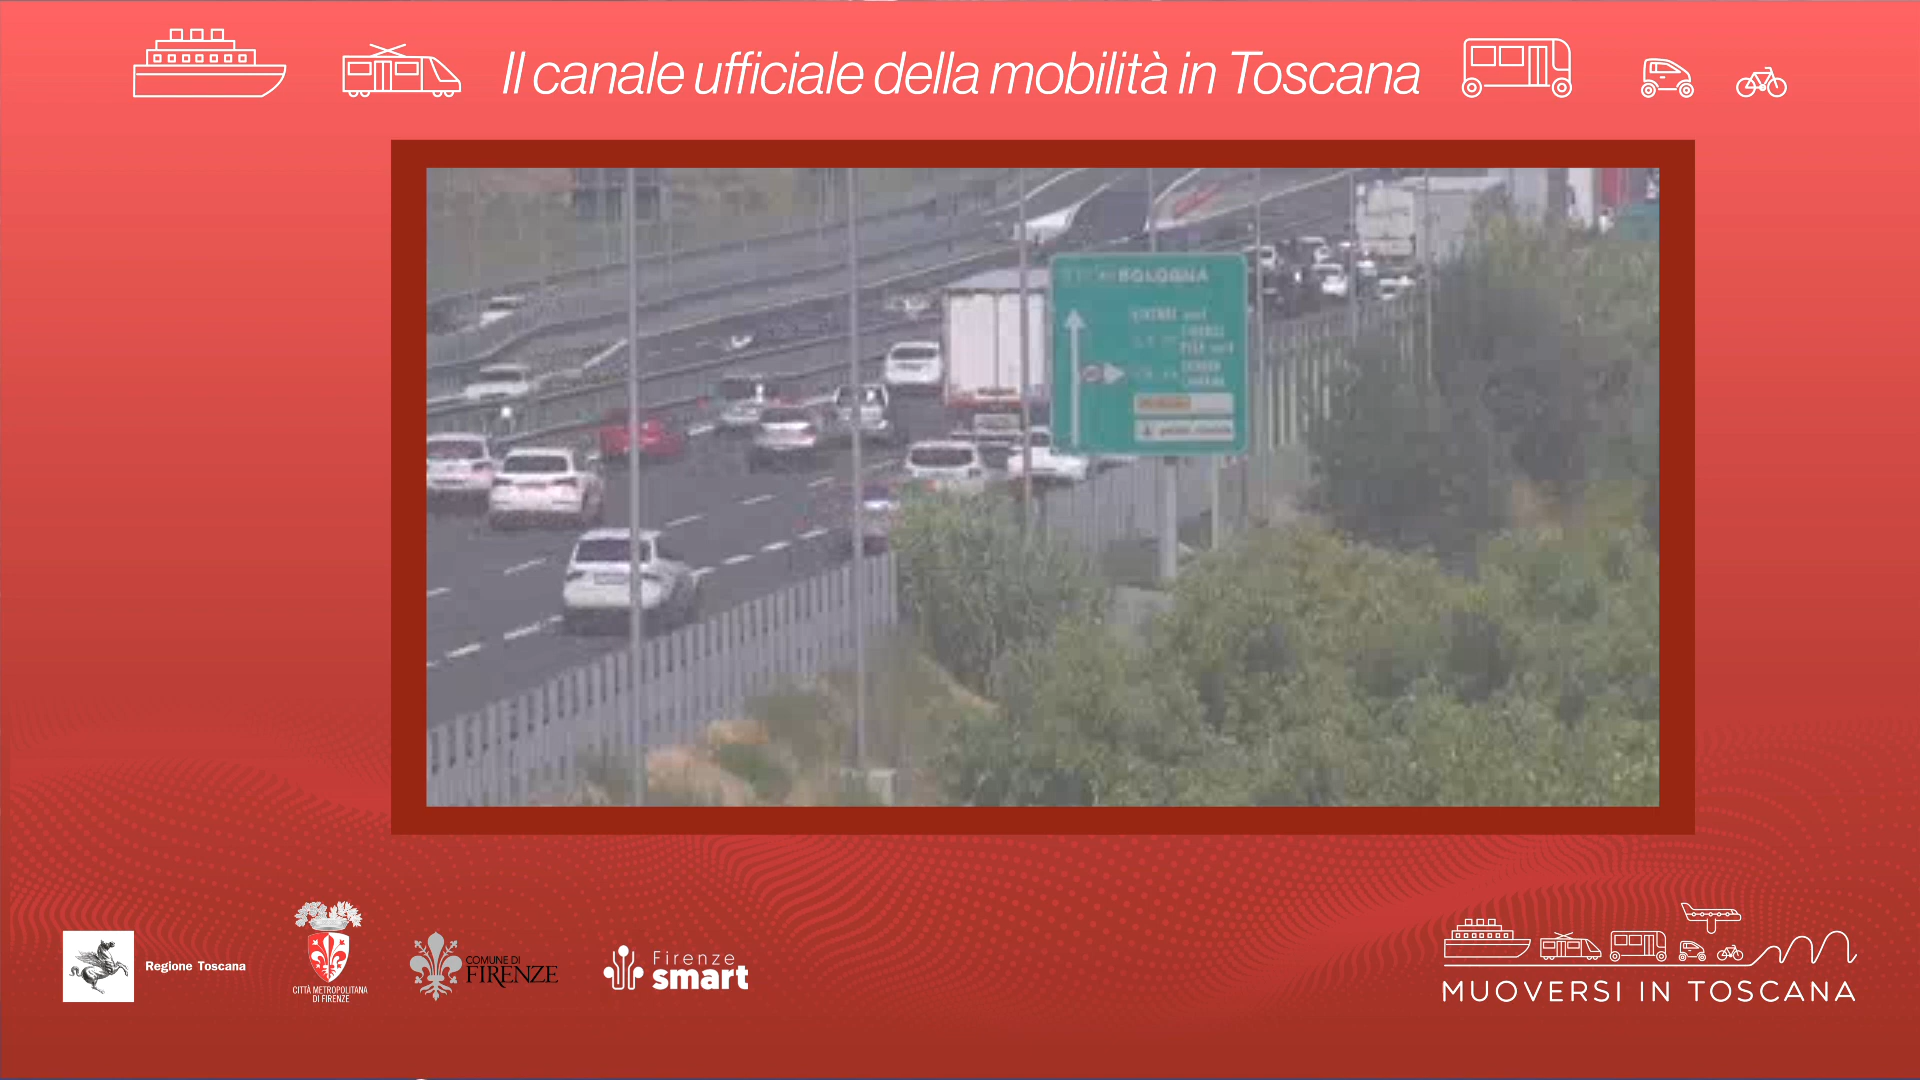 Il canale ufficiale della mobilità in Toscana
BOLOGNA
Regione Toscana
CITTÀ METROPOLITANA
DI FIRENZE
COMUNE DI
FIRENZE
Firenze
smart
MUOVERSI IN TOSCANA